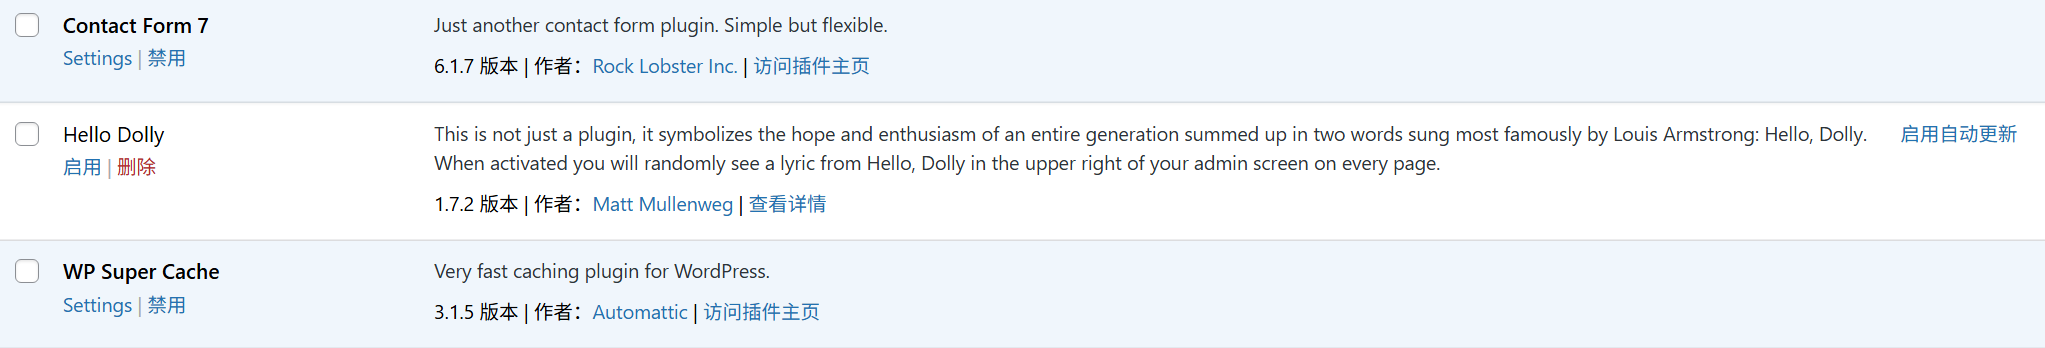 Contact Form 7
Settings | 禁用
Just another contact form plugin. Simple but flexible.
6.1.7 版本 | 作者：Rock Lobster Inc. | 访问插件主页
Hello Dolly
启用 | 删除
This is not just a plugin, it symbolizes the hope and enthusiasm of an entire generation summed up in two words sung most famously by Louis Armstrong: Hello, Dolly.
When activated you will randomly see a lyric from Hello, Dolly in the upper right of your admin screen on every page.
1.7.2 版本 | 作者：Matt Mullenweg | 查看详情
启用自动更新
WP Super Cache
Settings | 禁用
Very fast caching plugin for WordPress.
3.1.5 版本 | 作者：Automattic | 访问插件主页